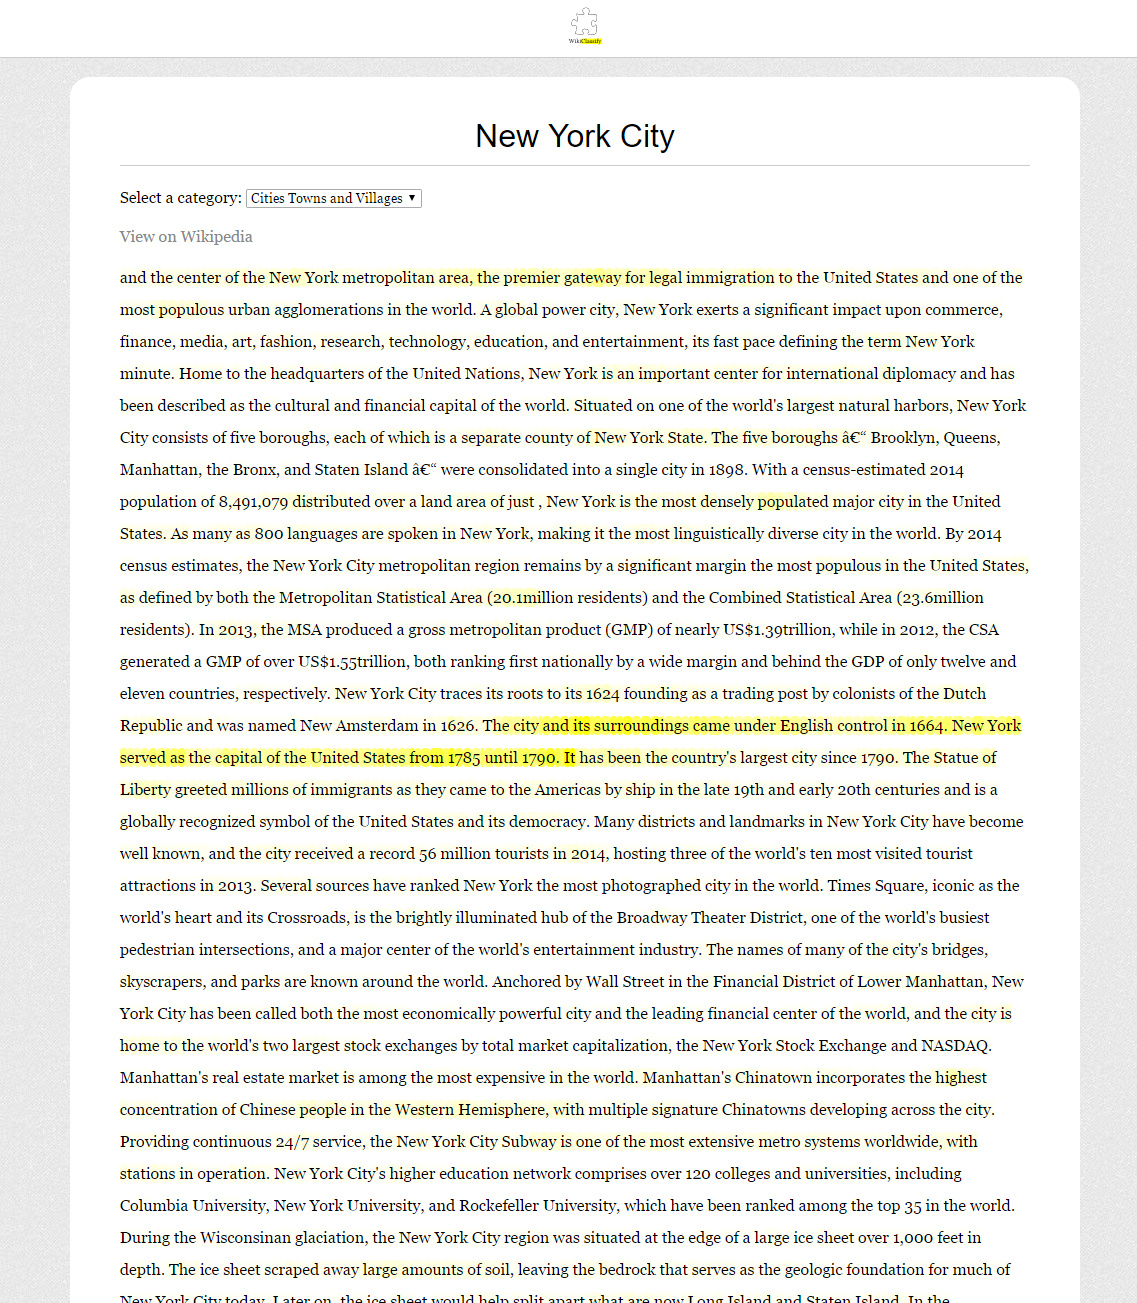 WikiClassify
New York City
Select a category: Cities Towns and Villages ▼
View on Wikipedia
and the center of the New York metropolitan area, the premier gateway for legal immigration to the United States and one of the
most populous urban agglomerations in the world. A global power city, New York exerts a significant impact upon commerce,
finance, media, art, fashion, research, technology, education, and entertainment, its fast pace defining the term New York
minute. Home to the headquarters of the United Nations, New York is an important center for international diplomacy and has
been described as the cultural and financial capital of the world. Situated on one of the world's largest natural harbors, New York
City consists of five boroughs, each of which is a separate county of New York State. The five boroughs â€“ Brooklyn, Queens,
Manhattan, the Bronx, and Staten Island â€“ were consolidated into a single city in 1898. With a census-estimated 2014
population of 8,491,079 distributed over a land area of just , New York is the most densely populated major city in the United
States. As many as 800 languages are spoken in New York, making it the most linguistically diverse city in the world. By 2014
census estimates, the New York City metropolitan region remains by a significant margin the most populous in the United States,
as defined by both the Metropolitan Statistical Area (20.1million residents) and the Combined Statistical Area (23.6million
residents). In 2013, the MSA produced a gross metropolitan product (GMP) of nearly US$1.39trillion, while in 2012, the CSA
generated a GMP of over US$1.55trillion, both ranking first nationally by a wide margin and behind the GDP of only twelve and
eleven countries, respectively. New York City traces its roots to its 1624 founding as a trading post by colonists of the Dutch
Republic and was named New Amsterdam in 1626. The city and its surroundings came under English control in 1664. New York
served as the capital of the United States from 1785 until 1790. It has been the country's largest city since 1790. The Statue of
Liberty greeted millions of immigrants as they came to the Americas by ship in the late 19th and early 20th centuries and is a
globally recognized symbol of the United States and its democracy. Many districts and landmarks in New York City have become
well known, and the city received a record 56 million tourists in 2014, hosting three of the world's ten most visited tourist
attractions in 2013. Several sources have ranked New York the most photographed city in the world. Times Square, iconic as the
world's heart and its Crossroads, is the brightly illuminated hub of the Broadway Theater District, one of the world's busiest
pedestrian intersections, and a major center of the world's entertainment industry. The names of many of the city's bridges,
skyscrapers, and parks are known around the world. Anchored by Wall Street in the Financial District of Lower Manhattan, New
York City has been called both the most economically powerful city and the leading financial center of the world, and the city is
home to the world's two largest stock exchanges by total market capitalization, the New York Stock Exchange and NASDAQ.
Manhattan's real estate market is among the most expensive in the world. Manhattan's Chinatown incorporates the highest
concentration of Chinese people in the Western Hemisphere, with multiple signature Chinatowns developing across the city.
Providing continuous 24/7 service, the New York City Subway is one of the most extensive metro systems worldwide, with
stations in operation. New York City's higher education network comprises over 120 colleges and universities, including
Columbia University, New York University, and Rockefeller University, which have been ranked among the top 35 in the world.
During the Wisconsinan glaciation, the New York City region was situated at the edge of a large ice sheet over 1,000 feet in
depth. The ice sheet scraped away large amounts of soil, leaving the bedrock that serves as the geologic foundation for much of
New York City today. Later on, the ice sheet would help split apart what are now Long Island and Staten Island. In the